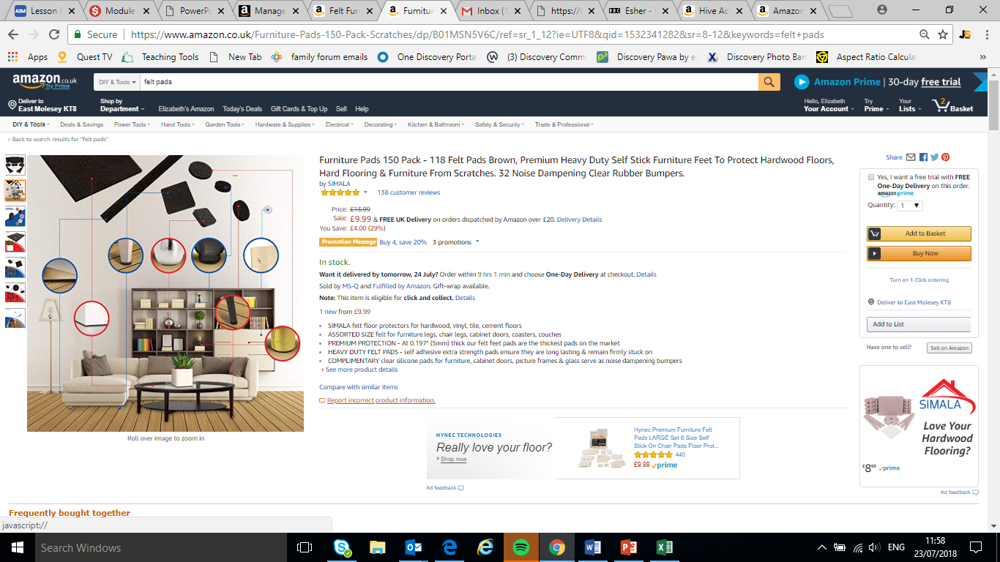 Lesson
Module
PowerPo
Manage
Felt Fur
Furnitur
Inbox (1
https://t
Esher -
Hive Act
Amazon
Secure
https://www.amazon.co.uk/Furniture-Pads-150-Pack-Scratches/dp/B01MSN5V6C/ref=sr_1_12?ie=UTF8&qid=1532341282&sr=8-12&keywords=felt+pads
Apps Quest TV Teaching Tools New Tab family forum emails One Discovery Porta (3) Discovery Comm Discovery Pawa by e Discovery Photo Ban Aspect Ratio Calcula
amazon.co.uk
Try Prime
DIY & Tools
felt pads
Amazon Prime | 30-day free trial
Deliver to
East Molesey KT8
Shop by
Department
Elizabeth's Amazon Today's Deals Gift Cards & Top Up Sell Help
Hello, Elizabeth
Your Account
Try
Prime
Your
Lists
2
Basket
DIY & Tools Deals & Savings Power Tools Hand Tools Garden Tools Hardware & Supplies Electrical Decorating Kitchen & Bathroom Safety & Security Trade & Professional
‹ Back to search results for "felt pads"
Furniture Pads 150 Pack - 118 Felt Pads Brown, Premium Heavy Duty Self Stick Furniture Feet To Protect Hardwood Floors,
Hard Flooring & Furniture From Scratches. 32 Noise Dampening Clear Rubber Bumpers.
by SIMALA
138 customer reviews
Price: £13.99
Sale: £9.99 & FREE UK Delivery on orders dispatched by Amazon over £20. Delivery Details
You Save: £4.00 (29%)
Promotion Message Buy 4, save 20% 3 promotions
In stock.
Want it delivered by tomorrow, 24 July? Order within 9 hrs 1 min and choose One-Day Delivery at checkout. Details
Sold by MS-Q and Fulfilled by Amazon. Gift-wrap available.
Note: This item is eligible for click and collect. Details
1 new from £9.99
• SIMALA felt floor protectors for hardwood, vinyl, tile, cement floors
• ASSORTED SIZE felt for furniture legs, chair legs, cabinet doors, coasters, couches
• PREMIUM PROTECTION - At 0.197" (5mm) thick our felt feet pads are the thickest pads on the market
• HEAVY DUTY FELT PADS - self adhesive extra strength pads ensure they are long lasting & remain firmly stuck on
• COMPLIMENTARY clear silicone pads for furniture, cabinet doors, picture frames & glass serve as noise dampening bumpers
› See more product details
Compare with similar items
Report incorrect product information.
Roll over image to zoom in
HYNEC TECHNOLOGIES
Really love your floor?
› Shop now
Hynec Premium Furniture Felt
Pads LARGE Set 8 Size Self
Stick On Chair Pads Floor Prot...
440
£9.99 prime
Ad feedback
Share
Yes, I want a free trial with FREE
One-Day Delivery on this order.
amazon prime
Quantity: 1
Add to Basket
Buy Now
Turn on 1-Click ordering
Deliver to East Molesey KT8
Add to List
Have one to sell? Sell on Amazon
SIMALA
Love Your
Hardwood
Flooring?
£8.99 prime
Ad feedback
Frequently bought together
javascript://
Search Windows
ENG
11:58
23/07/2018